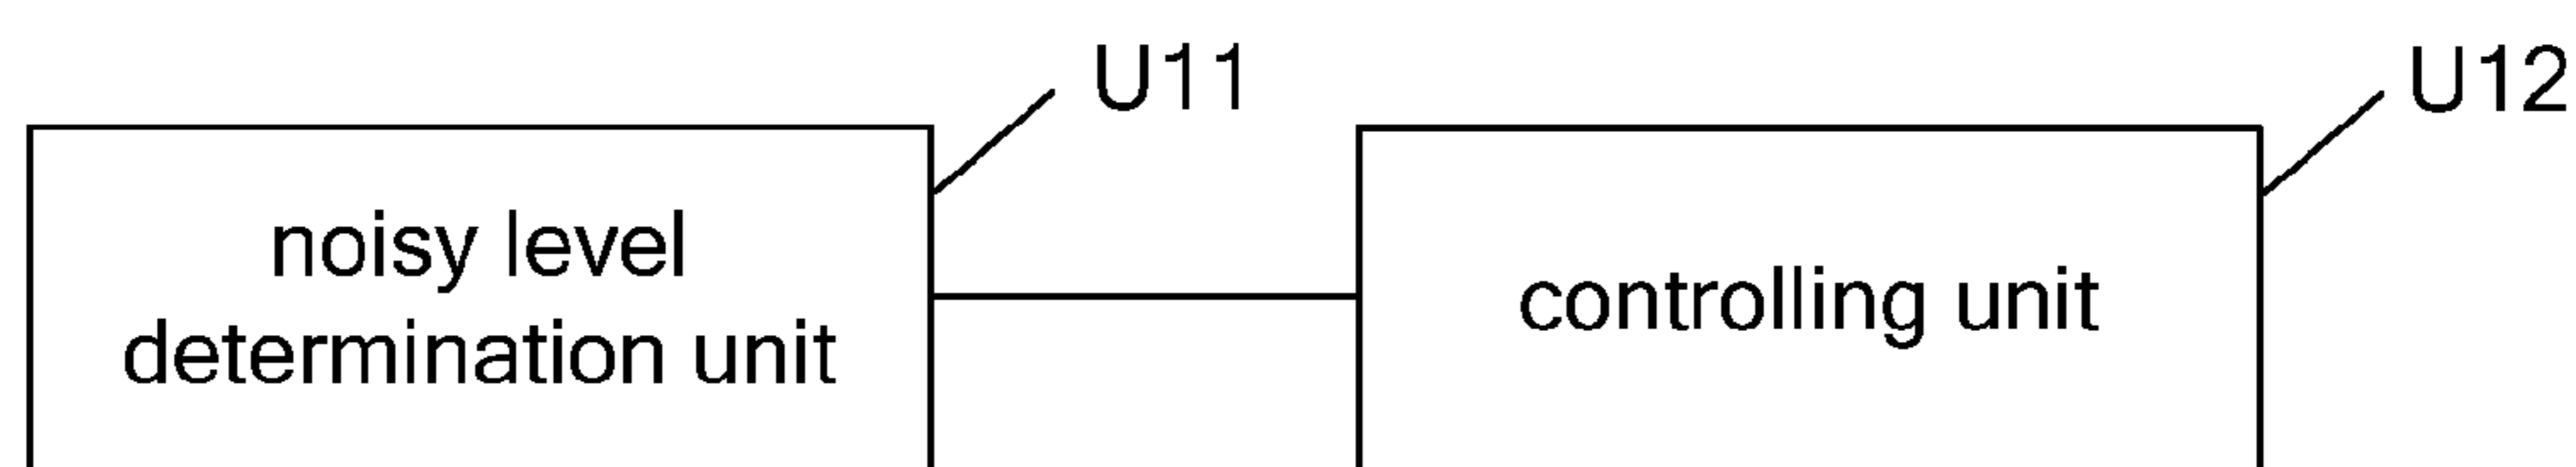 U11
U12
noisy level
determination unit
controlling unit